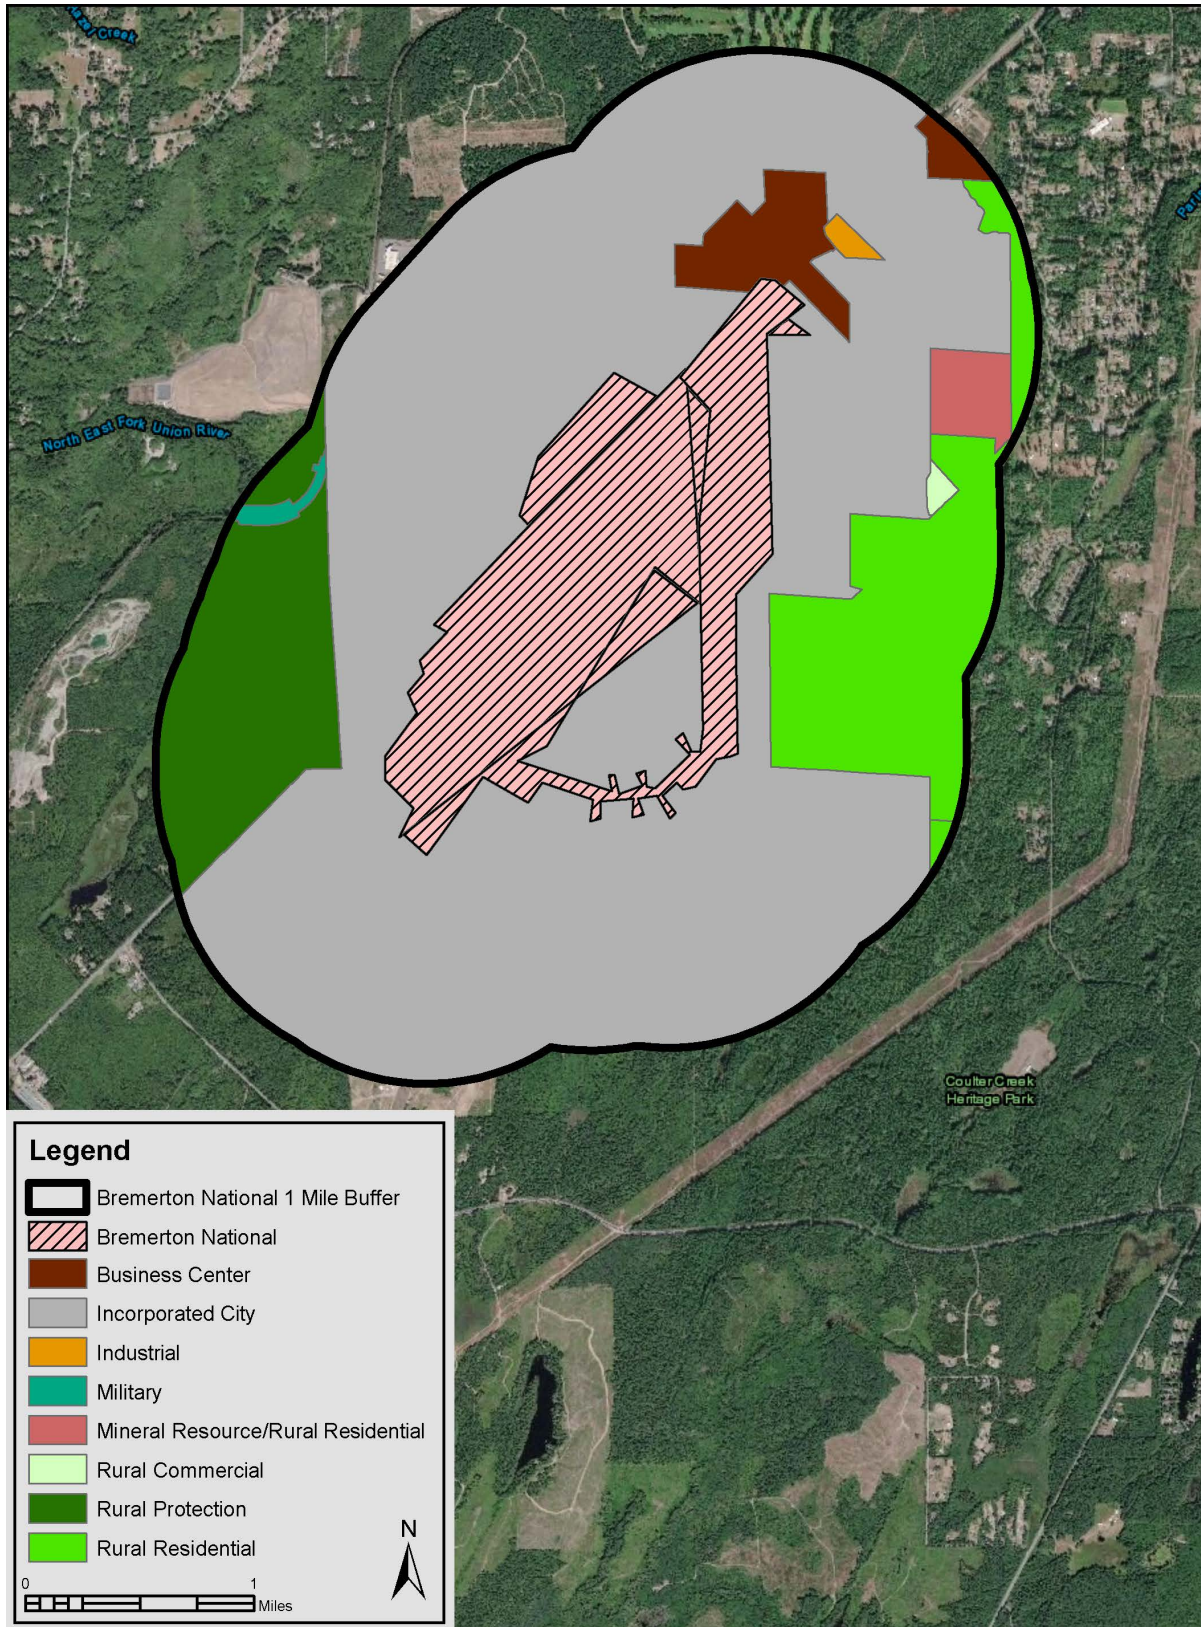 Hazel Creek
North East Fork Union River
Coulter Creek
Heritage Park
Legend
Bremerton National 1 Mile Buffer
Bremerton National
Business Center
Incorporated City
Industrial
Military
Mineral Resource/Rural Residential
Rural Commercial
Rural Protection
Rural Residential
N
0 1
Miles